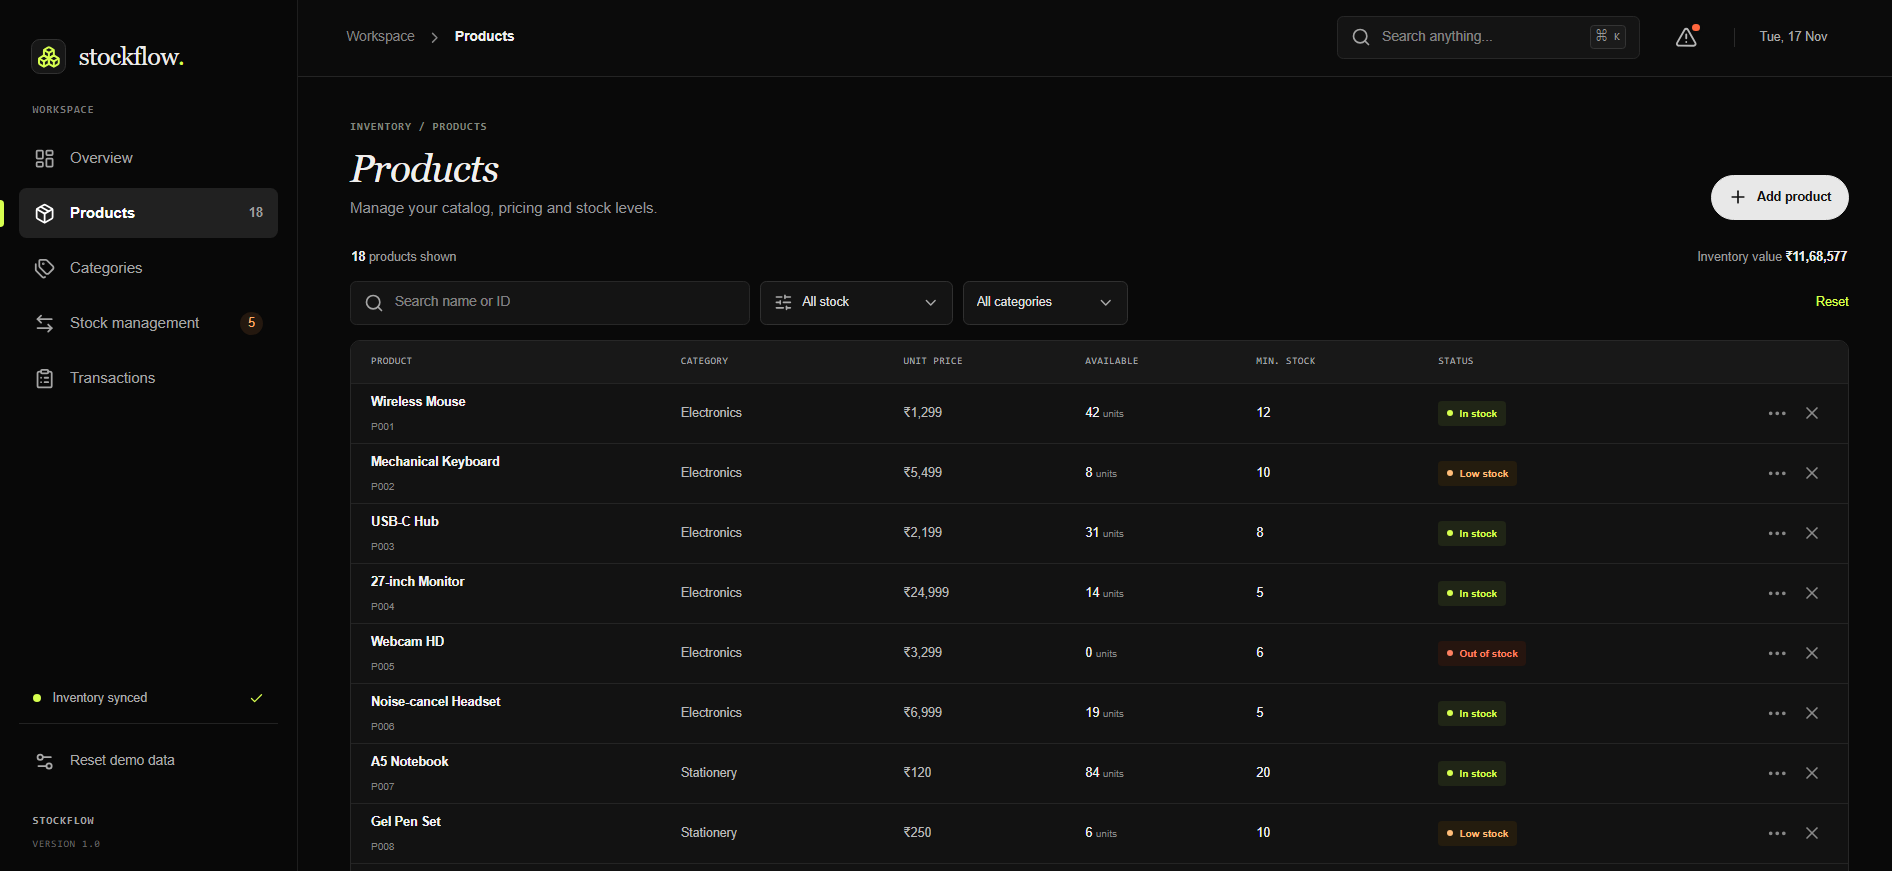 stockflow.
WORKSPACE
Overview
Products 18
Categories
Stock management 5
Transactions
Inventory synced
Reset demo data
STOCKFLOW
VERSION 1.0
Workspace > Products
Search anything... ⌘ K
Tue, 17 Nov
INVENTORY / PRODUCTS
Products
Manage your catalog, pricing and stock levels.
+ Add product
18 products shown
Inventory value ₹11,68,577
Search name or ID
All stock
All categories
Reset
PRODUCT CATEGORY UNIT PRICE AVAILABLE MIN. STOCK STATUS
Wireless Mouse
P001
Electronics ₹1,299 42 units 12 In stock
Mechanical Keyboard
P002
Electronics ₹5,499 8 units 10 Low stock
USB-C Hub
P003
Electronics ₹2,199 31 units 8 In stock
27-inch Monitor
P004
Electronics ₹24,999 14 units 5 In stock
Webcam HD
P005
Electronics ₹3,299 0 units 6 Out of stock
Noise-cancel Headset
P006
Electronics ₹6,999 19 units 5 In stock
A5 Notebook
P007
Stationery ₹120 84 units 20 In stock
Gel Pen Set
P008
Stationery ₹250 6 units 10 Low stock